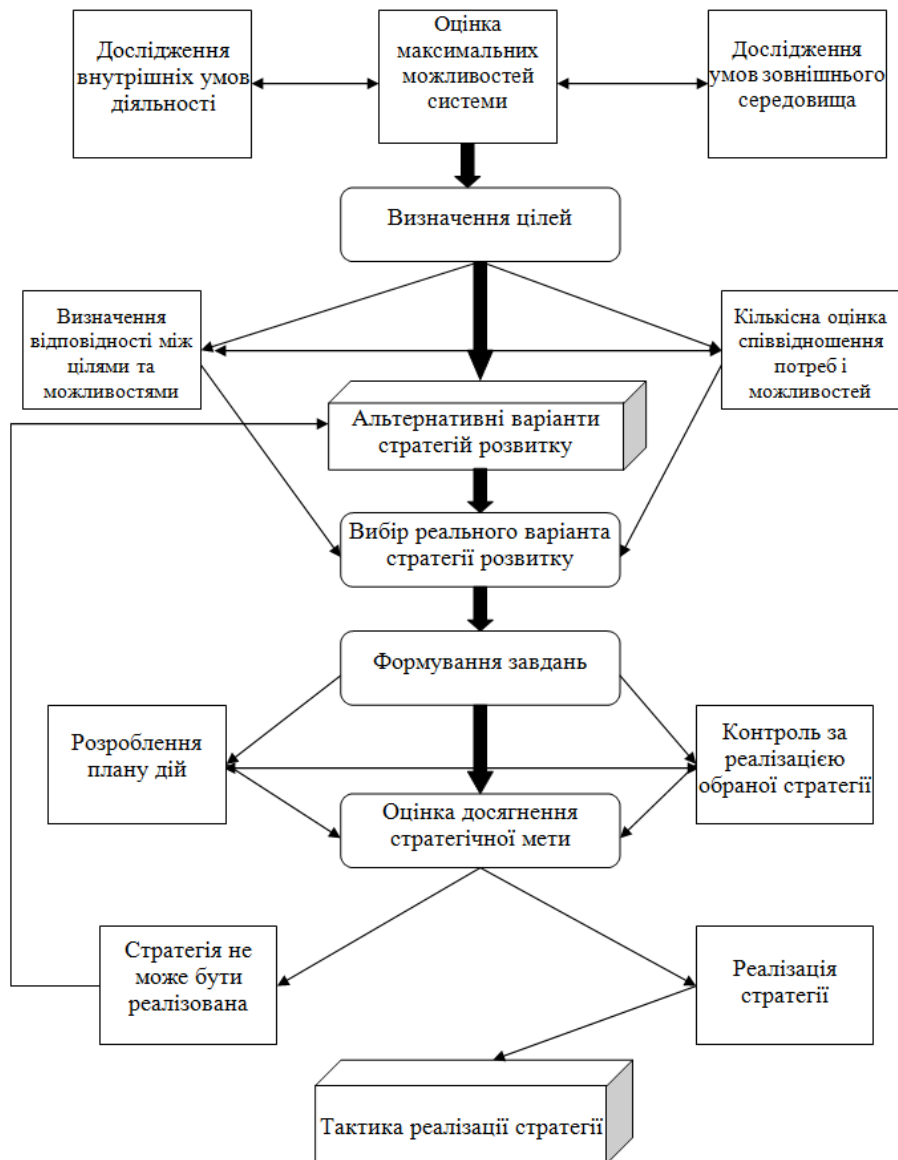 Дослідження
внутрішніх умов
діяльності
Оцінка
максимальних
можливостей
системи
Дослідження
умов зовнішнього
середовища
Визначення цілей
Визначення
відповідності між
цілями та
можливостями
Кількісна оцінка
співвідношення
потреб і
можливостей
Альтернативні варіанти
стратегій розвитку
Вибір реального варіанта
стратегії розвитку
Формування завдань
Розроблення
плану дій
Контроль за
реалізацією
обраної стратегії
Оцінка досягнення
стратегічної мети
Стратегія не
може бути
реалізована
Реалізація
стратегії
Тактика реалізації стратегії